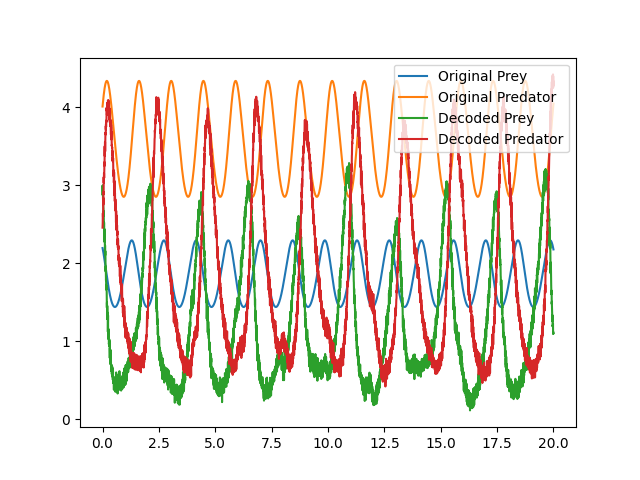 Original Prey
Original Predator
Decoded Prey
Decoded Predator
4
3
2
1
0
0.0 2.5 5.0 7.5 10.0 12.5 15.0 17.5 20.0